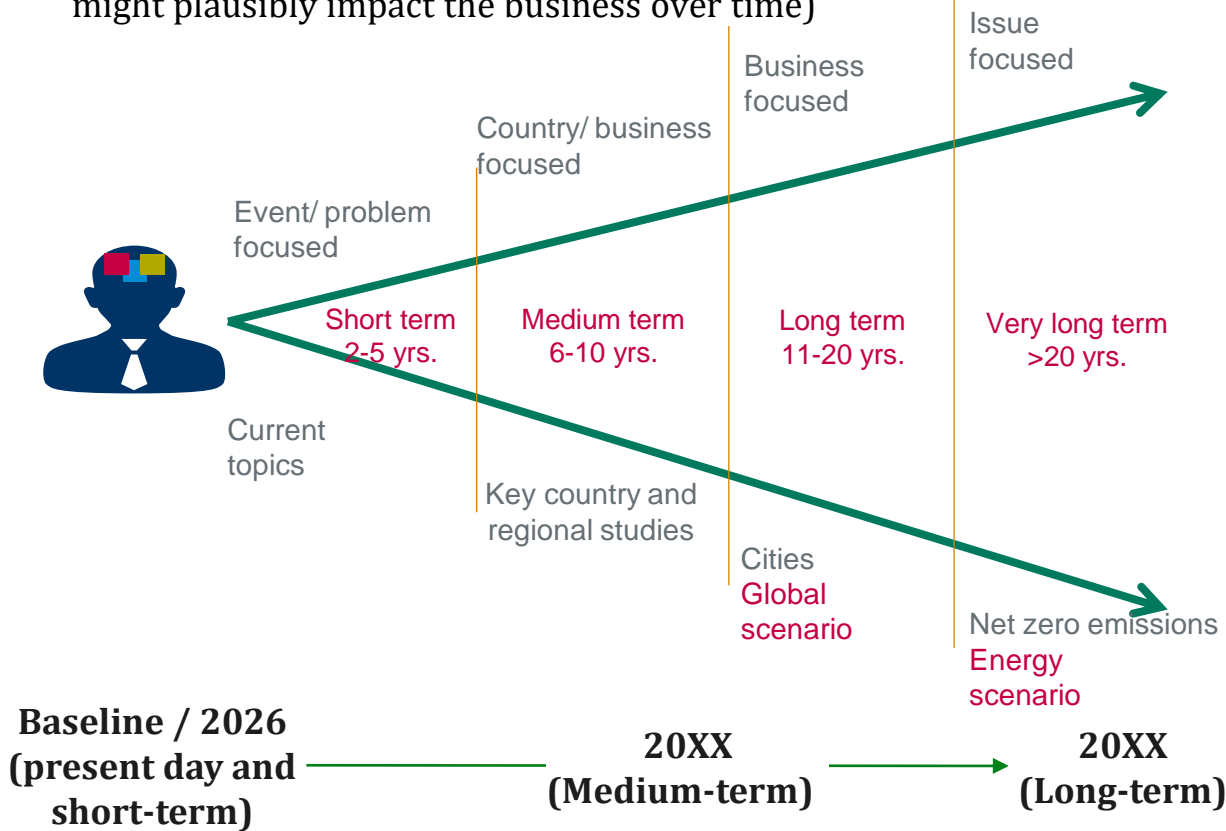 might plausibly impact the business over time)
Issue
focused
Business
focused
Country/ business
focused
Event/ problem
focused
Short term
2-5 yrs.
Medium term
6-10 yrs.
Long term
11-20 yrs.
Very long term
>20 yrs.
Current
topics
Key country and
regional studies
Cities
Global
scenario
Net zero emissions
Energy
scenario
Baseline / 2026
(present day and
short-term)
20XX
(Medium-term)
20XX
(Long-term)